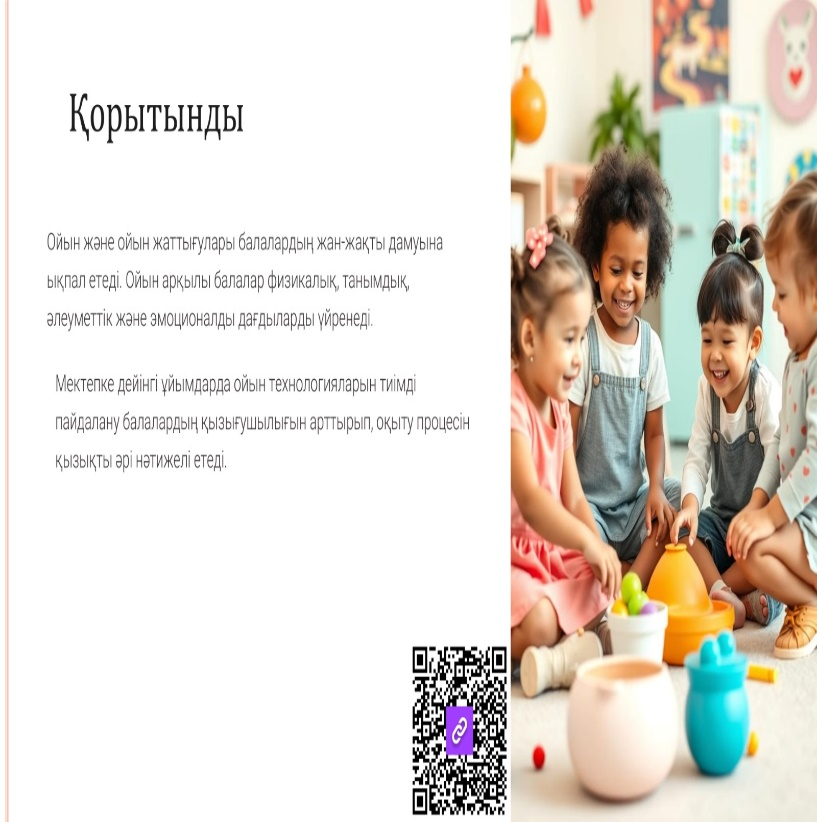 Қорытынды
Ойын және ойын жаттығулары балалардың жан-жақты дамуына
ықпал етеді. Ойын арқылы балалар физикалық, танымдық,
әлеуметтік және эмоционалды дағдыларды үйренеді.
Мектепке дейінгі ұйымдарда ойын технологияларын тиімді
пайдалану балалардың қызығушылығын арттырып, оқыту процесін
қызықты әрі нәтижелі етеді.